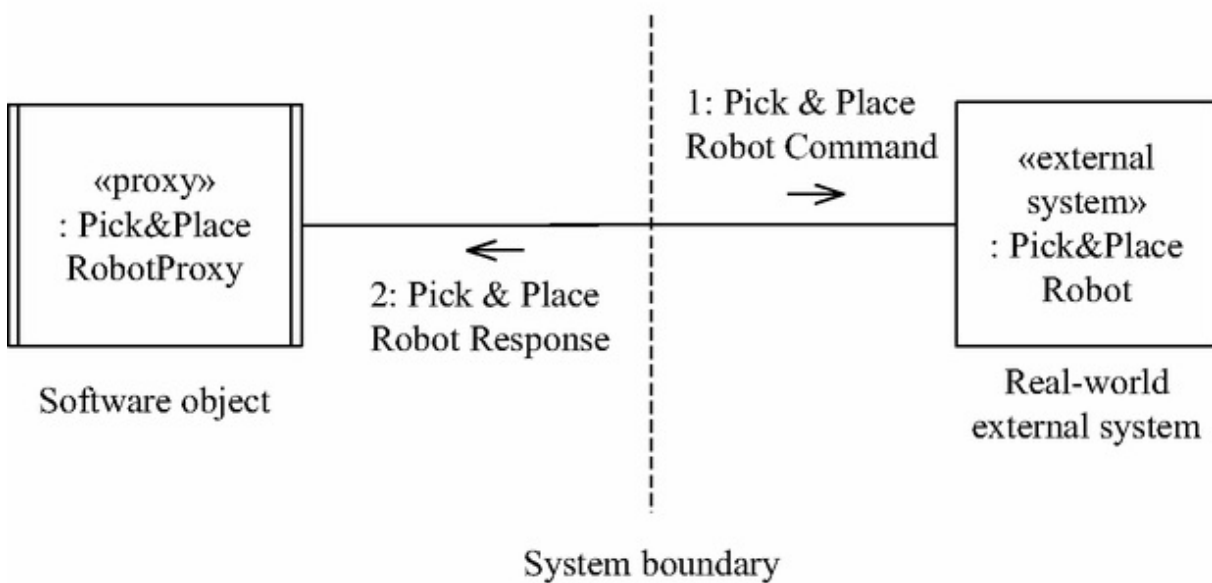 «proxy»
: Pick&Place
RobotProxy
Software object
1: Pick & Place
Robot Command
2: Pick & Place
Robot Response
«external
system»
: Pick&Place
Robot
Real-world
external system
System boundary